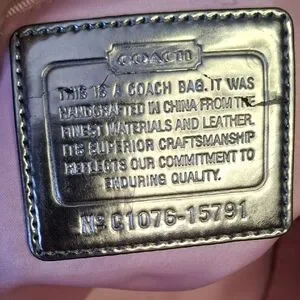 COACH
THIS IS A COACH BAG. IT WAS
HANDCRAFTED IN CHINA FROM THE
FINEST MATERIALS AND LEATHER.
ITS SUPERIOR CRAFTSMANSHIP
REFLECTS OUR COMMITMENT TO
ENDURING QUALITY.
Nº C1076-15791